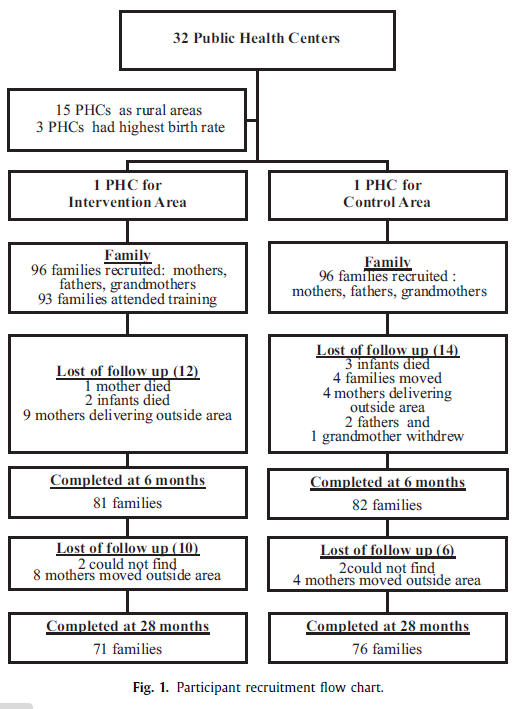 32 Public Health Centers
15 PHCs as rural areas
3 PHCs had highest birth rate
1 PHC for
Intervention Area
1 PHC for
Control Area
Family
96 families recruited: mothers,
fathers, grandmothers
93 families attended training
Family
96 families recruited :
mothers, fathers, grandmothers
Lost of follow up (12)
1 mother died
2 infants died
9 mothers delivering outside area
Lost of follow up (14)
3 infants died
4 families moved
4 mothers delivering
outside area
2 fathers and
1 grandmother withdrew
Completed at 6 months
81 families
Completed at 6 months
82 families
Lost of follow up (10)
2 could not find
8 mothers moved outside area
Lost of follow up (6)
2could not find
4 mothers moved outside area
Completed at 28 months
71 families
Completed at 28 months
76 families
Fig. 1. Participant recruitment flow chart.